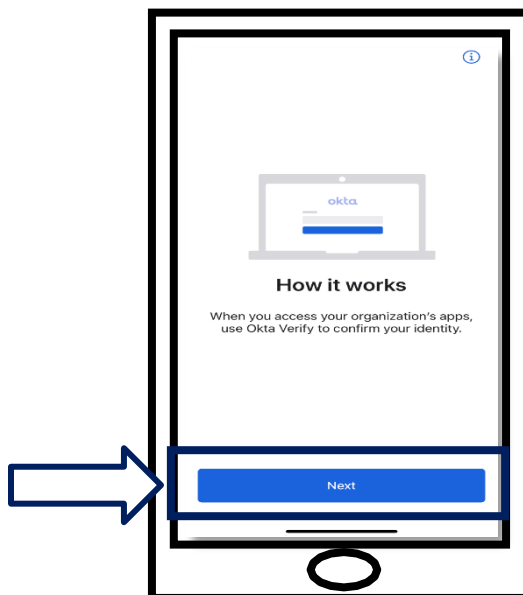 okta
How it works
When you access your organization's apps,
use Okta Verify to confirm your identity.
Next